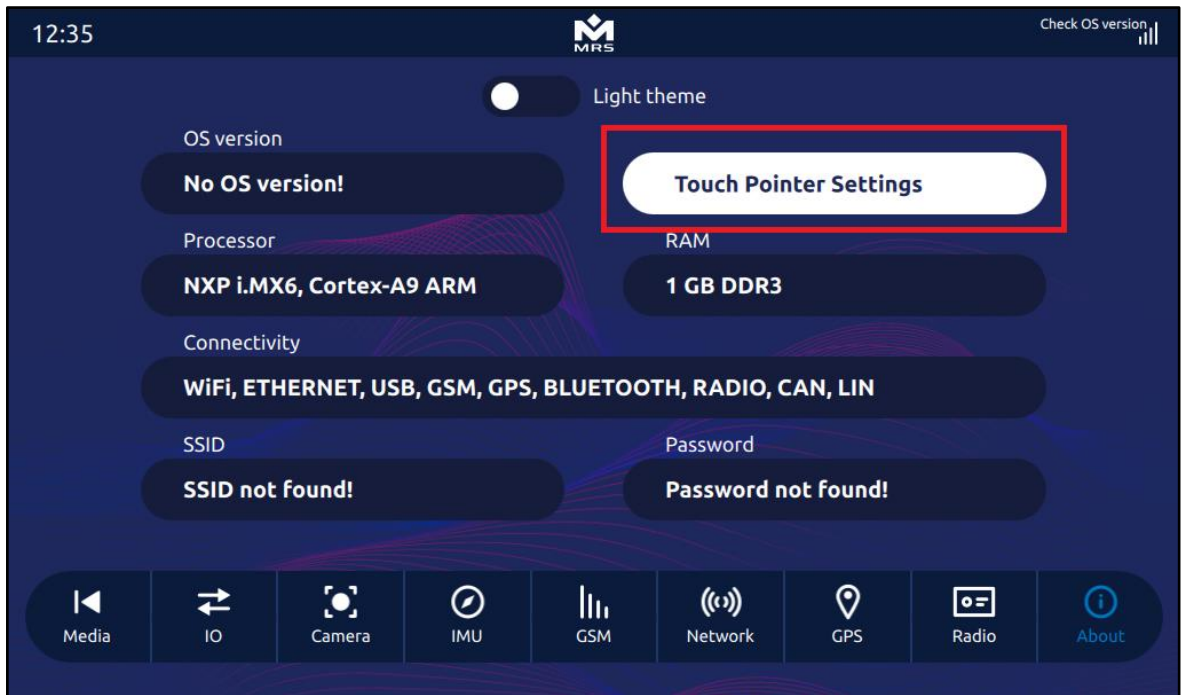 12:35
MRS
Check OS version
Light theme
OS version
No OS version!
Touch Pointer Settings
Processor
RAM
NXP i.MX6, Cortex-A9 ARM
1 GB DDR3
Connectivity
WiFi, ETHERNET, USB, GSM, GPS, BLUETOOTH, RADIO, CAN, LIN
SSID
Password
SSID not found!
Password not found!
Media
IO
Camera
IMU
GSM
Network
GPS
Radio
About